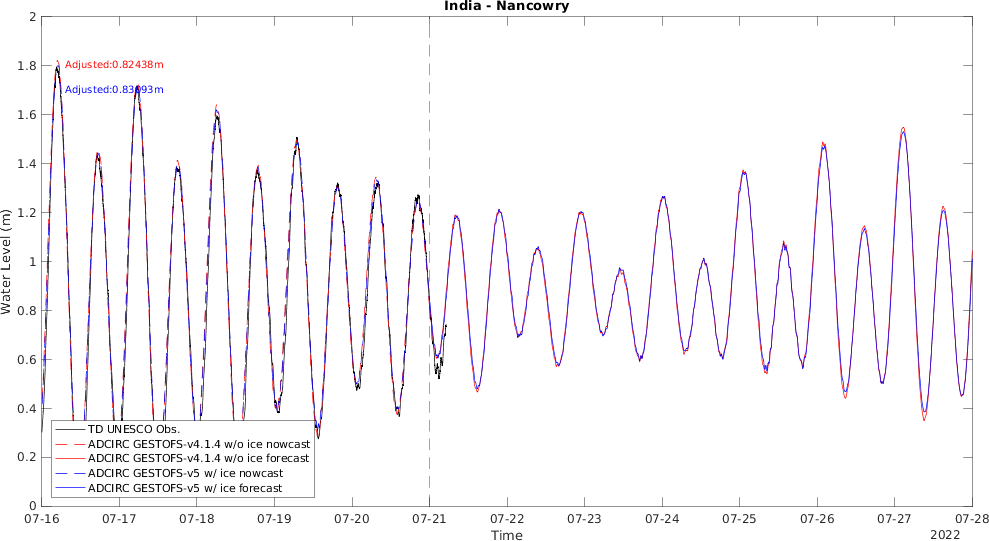 India - Nancowry
2
1.8
1.6
1.4
1.2
1
0.8
0.6
0.4
0.2
0
Water Level (m)
Adjusted:0.82438m
Adjusted:0.83093m
TD UNESCO Obs.
ADCIRC GESTOFS-v4.1.4 w/o ice nowcast
ADCIRC GESTOFS-v4.1.4 w/o ice forecast
ADCIRC GESTOFS-v5 w/ ice nowcast
ADCIRC GESTOFS-v5 w/ ice forecast
07-16 07-17 07-18 07-19 07-20 07-21 07-22 07-23 07-24 07-25 07-26 07-27 07-28
Time
2022